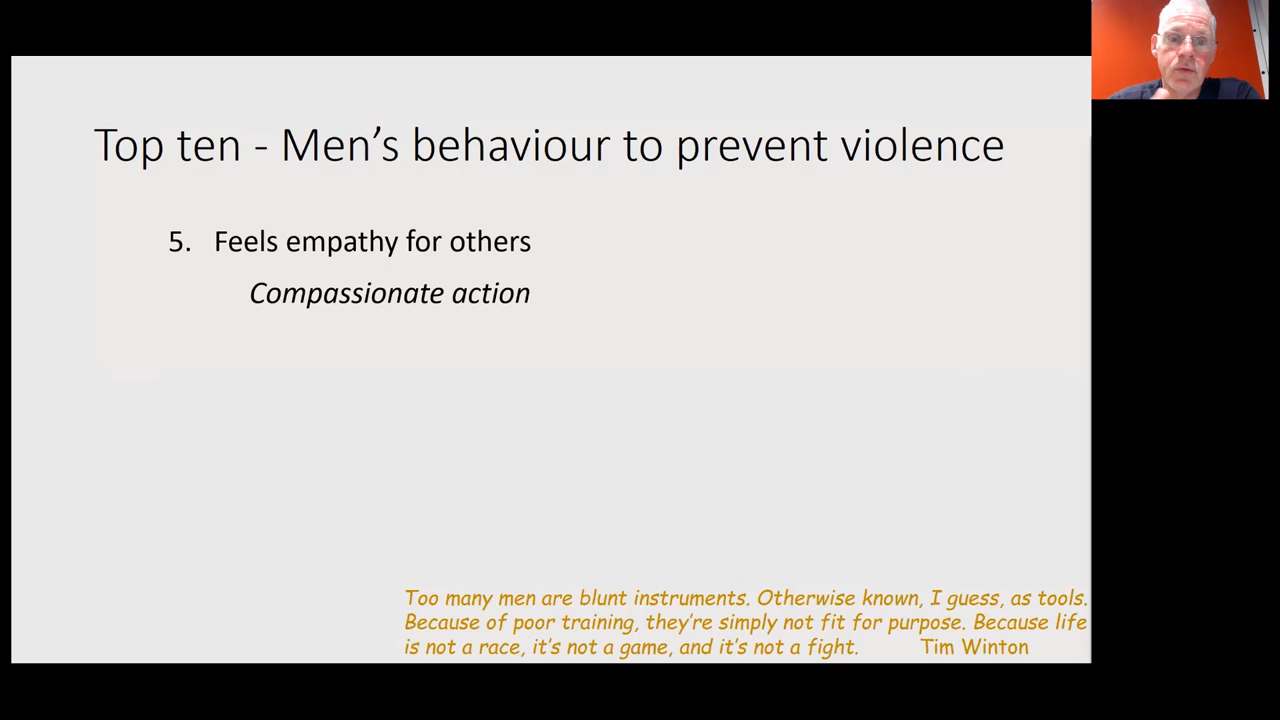 Top ten - Men’s behaviour to prevent violence
5. Feels empathy for others
Compassionate action
Too many men are blunt instruments. Otherwise known, I guess, as tools.
Because of poor training, they’re simply not fit for purpose. Because life
is not a race, it’s not a game, and it’s not a fight. Tim Winton